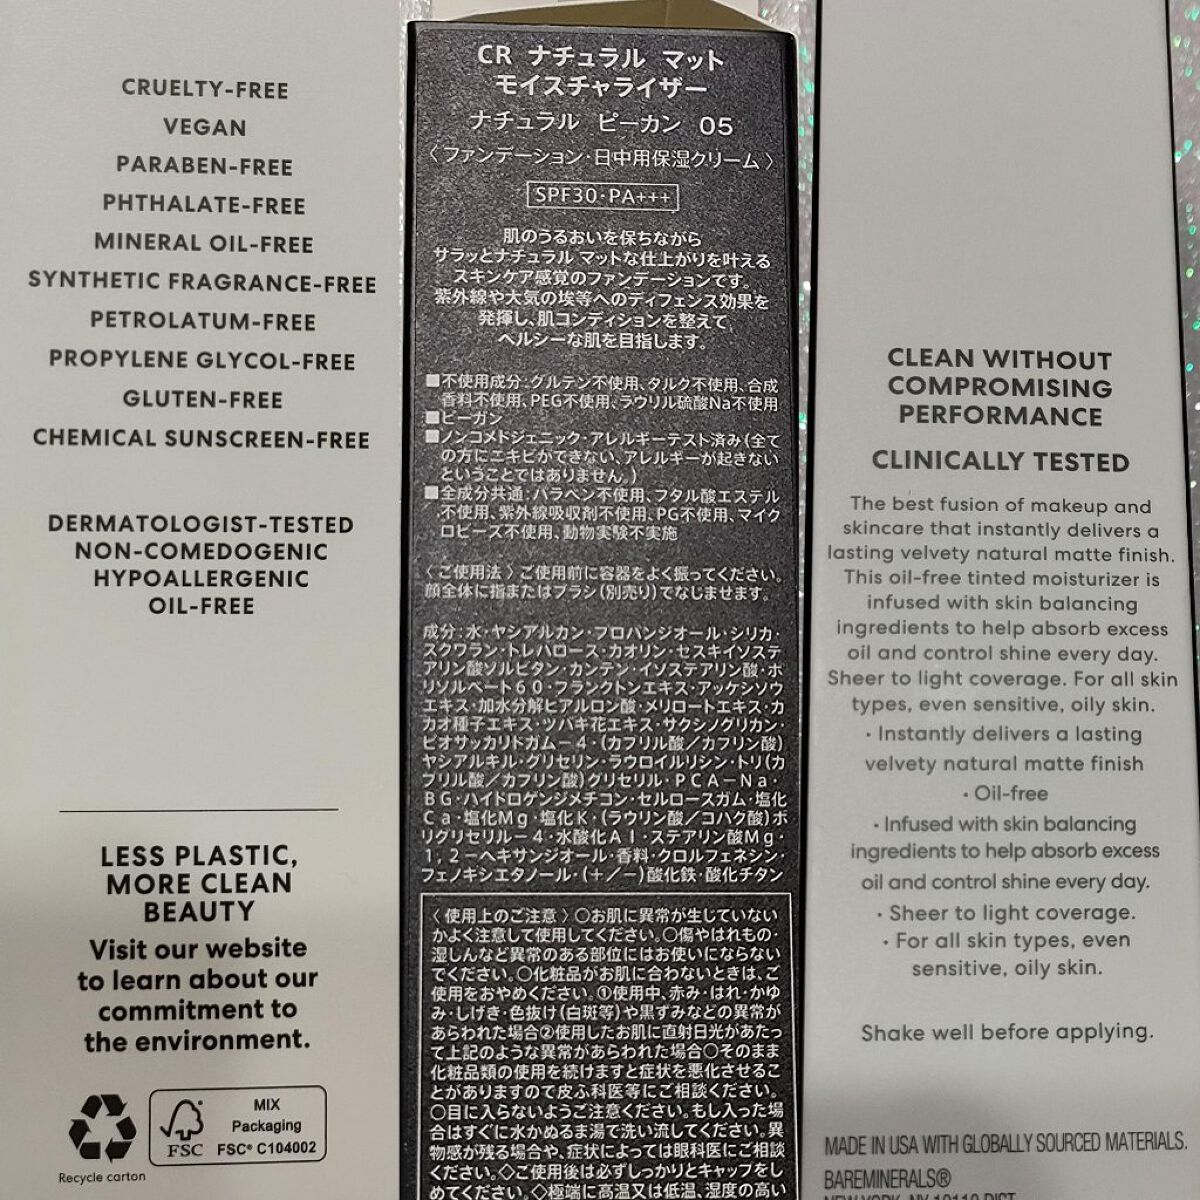 CRUELTY-FREE
VEGAN
PARABEN-FREE
PHTHALATE-FREE
MINERAL OIL-FREE
SYNTHETIC FRAGRANCE-FREE
PETROLATUM-FREE
PROPYLENE GLYCOL-FREE
GLUTEN-FREE
CHEMICAL SUNSCREEN-FREE
DERMATOLOGIST-TESTED
NON-COMEDOGENIC
HYPOALLERGENIC
OIL-FREE
LESS PLASTIC,
MORE CLEAN
BEAUTY
Visit our website
to learn about our
commitment to
the environment.
Recycle carton
FSC
MIX
Packaging
FSC® C104002
CR ナチュラル マット
モイスチャライザー
ナチュラル ピーカン 05
〈ファンデーション・日中用保湿クリーム〉
SPF30・PA+++
肌のうるおいを保ちながら
サラッとナチュラル マットな仕上がりを叶える
スキンケア感覚のファンデーションです。
紫外線や大気の埃等へのディフェンス効果を
発揮し、肌コンディションを整えて
ヘルシーな肌を目指します。
■不使用成分:グルテン不使用、タルク不使用、合成
香料不使用、PEG不使用、ラウリル硫酸Na不使用
■ビーガン
■ノンコメドジェニック・アレルギーテスト済み(全て
の方にニキビができない、アレルギーが起きない
ということではありません。)
■全成分共通:パラベン不使用、フタル酸エステル
不使用、紫外線吸収剤不使用、PG不使用、マイク
ロビーズ不使用、動物実験不実施
〈ご使用法〉ご使用前に容器をよく振ってください。
顔全体に指またはブラシ(別売り)でなじませます。
成分:水・ヤシアルカン・プロパンジオール・シリカ・
スクワラン・トレハロース・カオリン・セスキイソステ
アリン酸ソルビタン・カンテン・イソステアリン酸・ポ
リソルベート60・プランクトンエキス・アッケシソウ
エキス・加水分解ヒアルロン酸・メリロートエキス・カ
カオ種子エキス・ツバキ花エキス・サクシノグリカン・
ビオサッカリドガム-4・(カプリル酸/カプリン酸)
ヤシアルキル・グリセリン・ラウロイルリシン・トリ(カ
プリル酸/カプリン酸)グリセリル・PCA-Na・
BG・ハイドロゲンジメチコン・セルロースガム・塩化
Ca・塩化Mg・塩化K・(ラウリン酸/コハク酸)ポ
リグリセリル-4・水酸化Al・ステアリン酸Mg・
1,2-ヘキサンジオール・香料・クロルフェネシン・
フェノキシエタノール・(+/-)酸化鉄・酸化チタン
〈使用上のご注意〉○お肌に異常が生じていない
かよく注意して使用してください。○傷やはれもの・
湿しんなど異常のある部位にはお使いにならない
でください。○化粧品がお肌に合わないときは、ご
使用をおやめください。①使用中、赤み・はれ・かゆ
み・しげき・色抜け(白斑等)や黒ずみなどの異常が
あらわれた場合②使用したお肌に直射日光があたっ
て上記のような異常があらわれた場合○そのまま
化粧品類の使用を続けますと症状を悪化させるこ
とがありますので皮ふ科医等にご相談ください。
○目に入らないようご注意ください。もし入った場
合はすぐに水かぬるま湯で洗い流してください。異
物感が残る場合や、症状によっては眼科医にご相談
ください。◇ご使用後は必ずしっかりとキャップをし
めてください。◇極端に高温又は低温、湿度の高い
CLEAN WITHOUT
COMPROMISING
PERFORMANCE
CLINICALLY TESTED
The best fusion of makeup and
skincare that instantly delivers a
lasting velvety natural matte finish.
This oil-free tinted moisturizer is
infused with skin balancing
ingredients to help absorb excess
oil and control shine every day.
Sheer to light coverage. For all skin
types, even sensitive, oily skin.
• Instantly delivers a lasting
velvety natural matte finish
• Oil-free
• Infused with skin balancing
ingredients to help absorb excess
oil and control shine every day.
• Sheer to light coverage.
• For all skin types, even
sensitive, oily skin.
Shake well before applying.
MADE IN USA WITH GLOBALLY SOURCED MATERIALS.
BAREMINERALS®